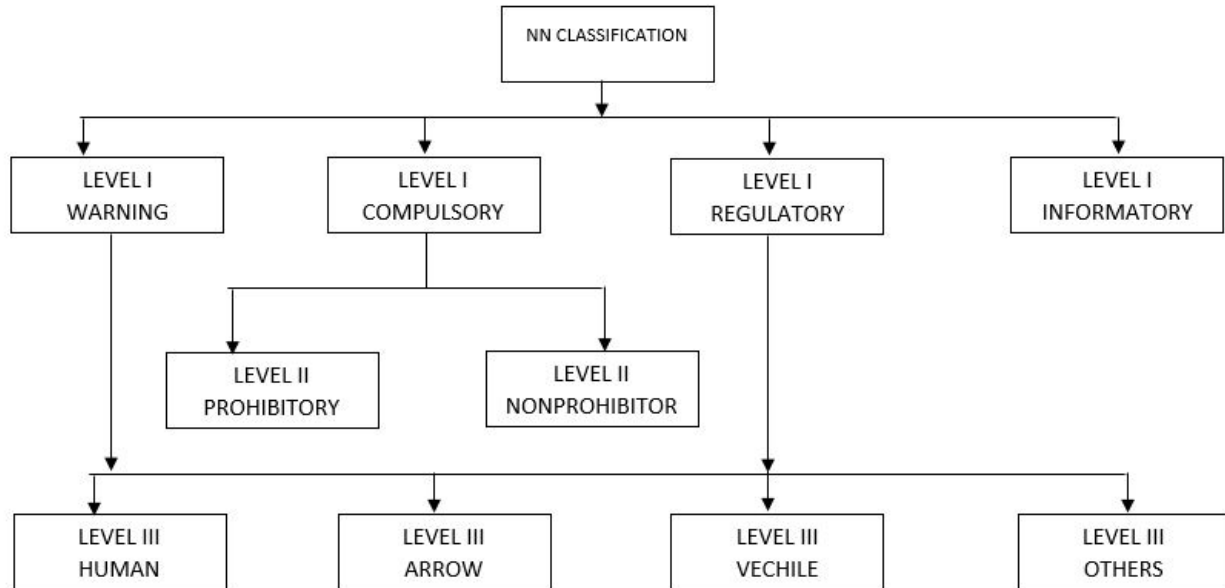 NN CLASSIFICATION
LEVEL I
WARNING
LEVEL I
COMPULSORY
LEVEL I
REGULATORY
LEVEL I
INFORMATORY
LEVEL II
PROHIBITORY
LEVEL II
NONPROHIBITOR
LEVEL III
HUMAN
LEVEL III
ARROW
LEVEL III
VECHILE
LEVEL III
OTHERS